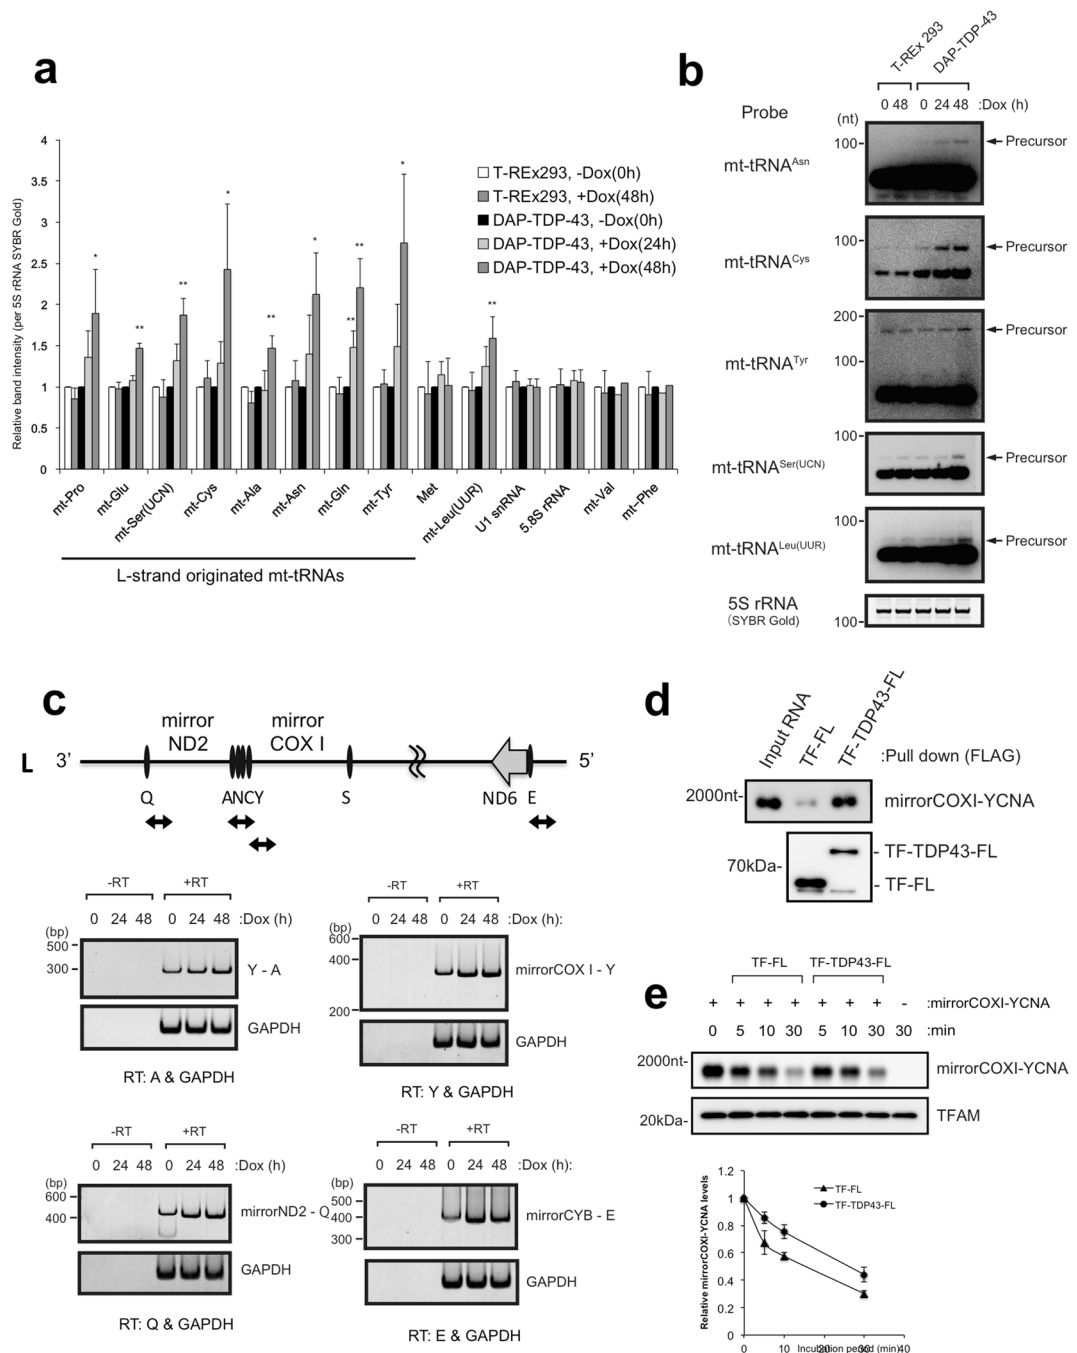 a
Relative band intensity (per 5S rRNA SYBR Gold)
4
3.5
3
2.5
2
1.5
1
0.5
0
* ** * * ** * ** ** * **
T-REx293, -Dox(0h)
T-REx293, +Dox(48h)
DAP-TDP-43, -Dox(0h)
DAP-TDP-43, +Dox(24h)
DAP-TDP-43, +Dox(48h)
mt-Pro
mt-Glu
mt-Ser(UCN)
mt-Cys
mt-Ala
mt-Asn
mt-Gln
mt-Tyr
Met
mt-Leu(UUR)
U1 snRNA
5.8S rRNA
mt-Val
mt-Phe
L-strand originated mt-tRNAs
b
T-REx 293
DAP-TDP-43
0 48 0 24 48 :Dox (h)
Probe
(nt)
mt-tRNAAsn
100-
Precursor
mt-tRNACys
100-
Precursor
mt-tRNATyr
200-
100-
Precursor
mt-tRNASer(UCN)
100-
Precursor
mt-tRNALeu(UUR)
100-
Precursor
5S rRNA
(SYBR Gold)
100-
c
mirror ND2
mirror COX I
L 3' 5'
Q ANCY S ND6 E
-RT +RT
0 24 48 0 24 48 :Dox (h)
(bp)
500
300
Y - A
GAPDH
RT: A & GAPDH
-RT +RT
0 24 48 0 24 48 :Dox (h):
(bp)
600
400
200
mirrorCOX I - Y
GAPDH
RT: Y & GAPDH
-RT +RT
0 24 48 0 24 48 :Dox (h)
(bp)
600
400
mirrorND2 - Q
GAPDH
RT: Q & GAPDH
-RT +RT
0 24 48 0 24 48 :Dox (h):
(bp)
500
400
300
mirrorCYB - E
GAPDH
RT: E & GAPDH
d
Input RNA
TF-FL
TF-TDP43-FL
:Pull down (FLAG)
2000nt-
mirrorCOXI-YCNA
70kDa-
- TF-TDP43-FL
- TF-FL
e
TF-FL TF-TDP43-FL
+ + + + + + + - :mirrorCOXI-YCNA
0 5 10 30 5 10 30 30 :min
2000nt-
mirrorCOXI-YCNA
20kDa-
TFAM
Relative mirrorCOXI-YCNA levels
1.2
1
0.8
0.6
0.4
0.2
0
TF-FL
TF-TDP43-FL
0 10 20 30 40
Incubation period (min)